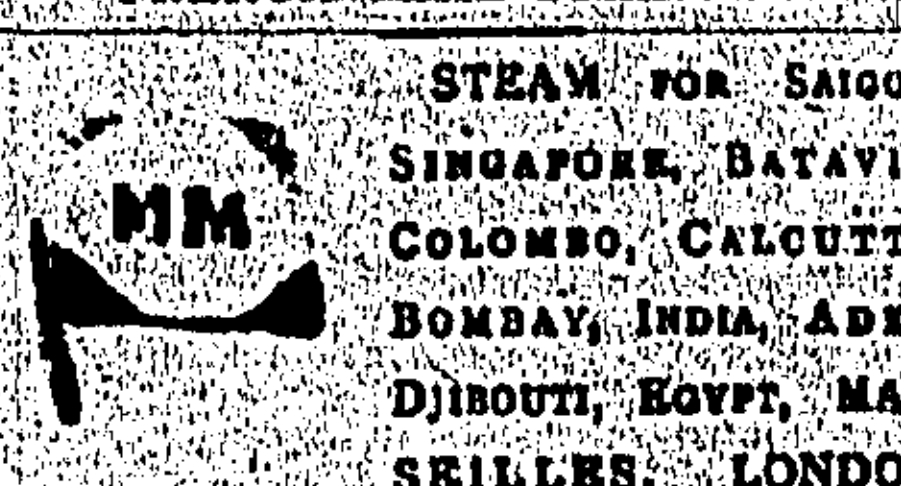 MM
STEAM FOR SAIGO
SINGAPORE, BATAVI
COLOMBO, CALCUTT
BOMBAY, INDIA, ADE
DJIBOUTI, EGYPT, MA
SEILLES, LONDO